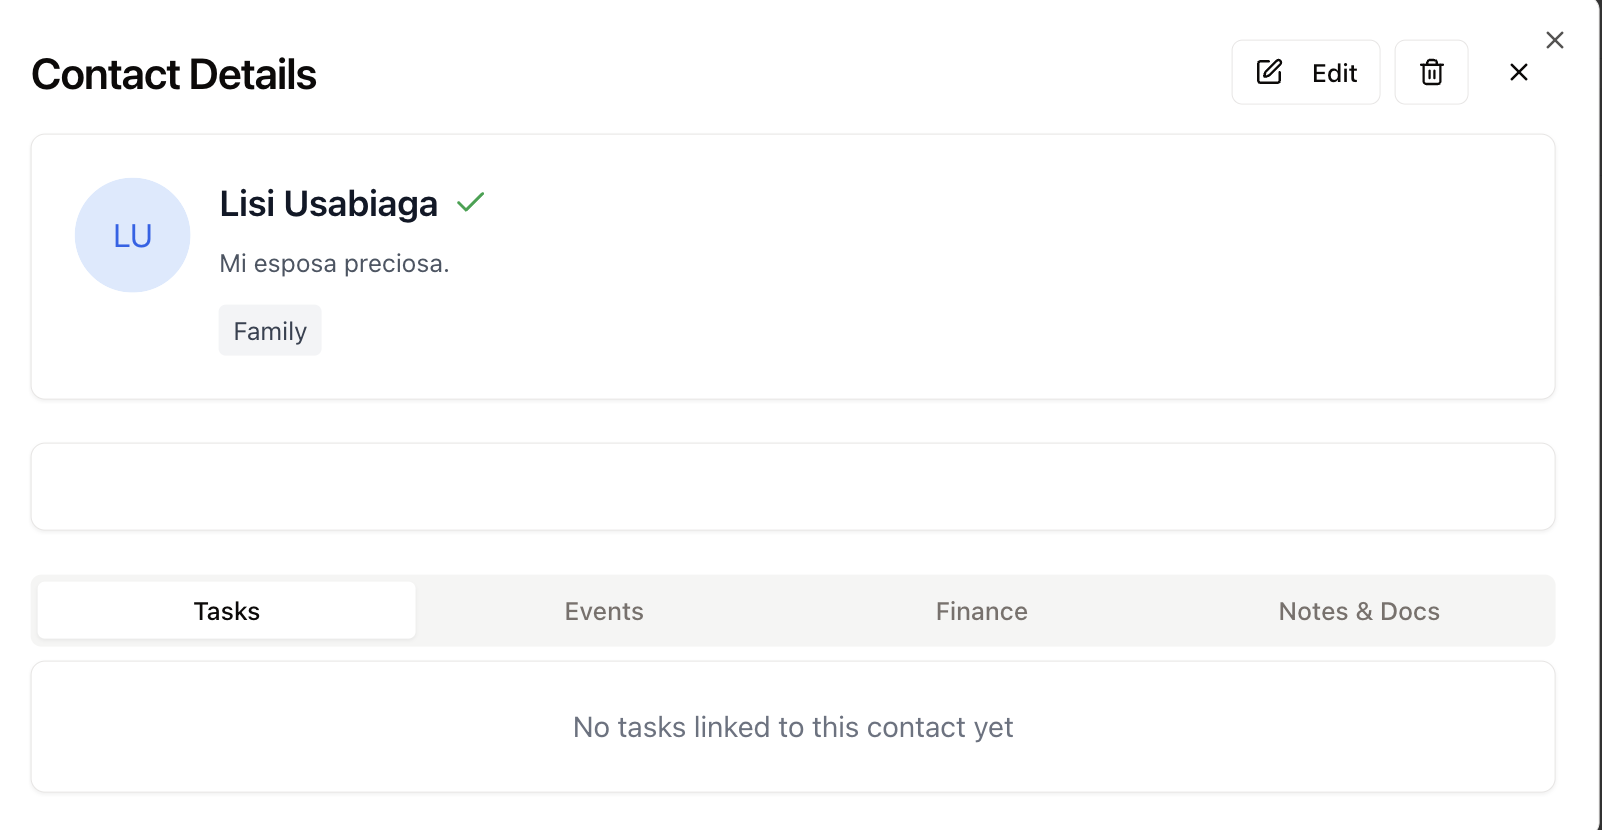 Contact Details
Edit
LU
Lisi Usabiaga
Mi esposa preciosa.
Family
Tasks
Events
Finance
Notes & Docs
No tasks linked to this contact yet